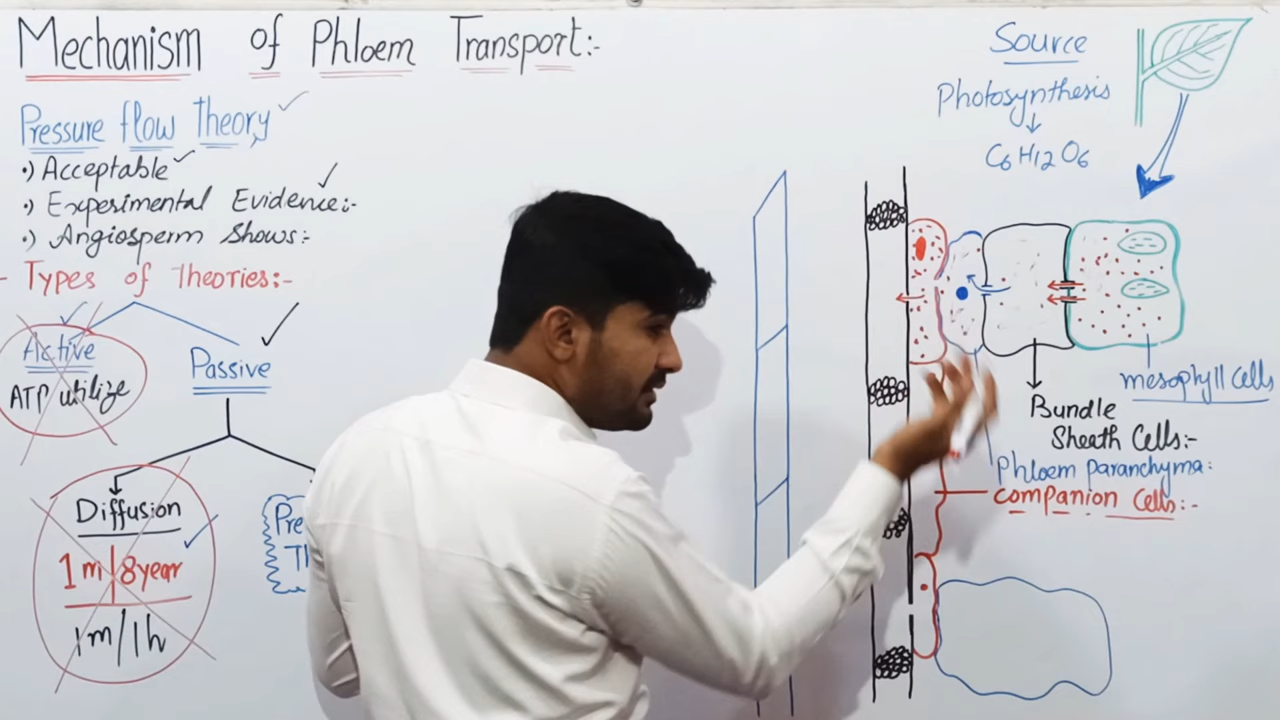 Mechanism of Phloem Transport:-
Pressure flow Theory
•) Acceptable
•) Experimental Evidence:-
•) Angiosperm Shows:-
- Types of Theories:-
Active
ATP utilize
Passive
Diffusion
1m | 8year
1m/1h
Source
Photosynthesis
↓
C6H12O6
mesophyll cells
Bundle
Sheath Cells:-
Phloem Paranchyma:
Companion Cells:-